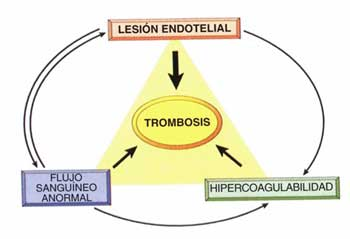 LESIÓN ENDOTELIAL
TROMBOSIS
FLUJO
SANGUÍNEO
ANORMAL
HIPERCOAGULABILIDAD